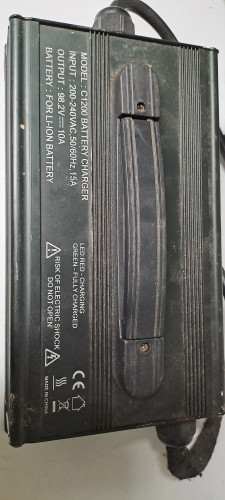 MODEL : C1200 BATTERY CHARGER
INPUT : 200-240VAC,50/60Hz,15A
OUTPUT : 98.2V⎓10A
BATTERY : FOR LI-ION BATTERY
LED RED - CHARGING
GREEN - FULLY CHARGED
RISK OF ELECTRIC SHOCK
DO NOT OPEN!
CE
MADE IN CHINA